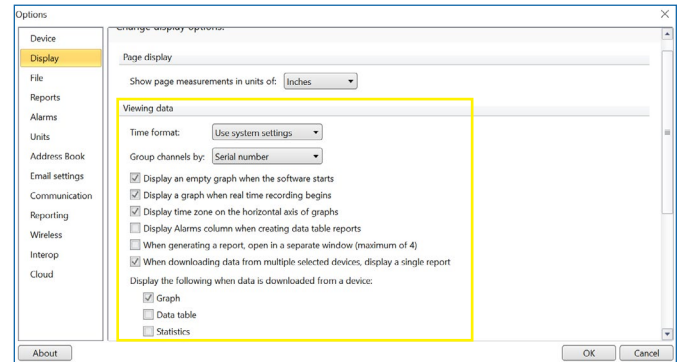 Options
Device
Display
File
Reports
Alarms
Units
Address Book
Email settings
Communication
Reporting
Wireless
Interop
Cloud
Change display options.
Page display
Show page measurements in units of: Inches
Viewing data
Time format: Use system settings
Group channels by: Serial number
Display an empty graph when the software starts
Display a graph when real time recording begins
Display time zone on the horizontal axis of graphs
Display Alarms column when creating data table reports
When generating a report, open in a separate window (maximum of 4)
When downloading data from multiple selected devices, display a single report
Display the following when data is downloaded from a device:
Graph
Data table
Statistics
About
OK Cancel